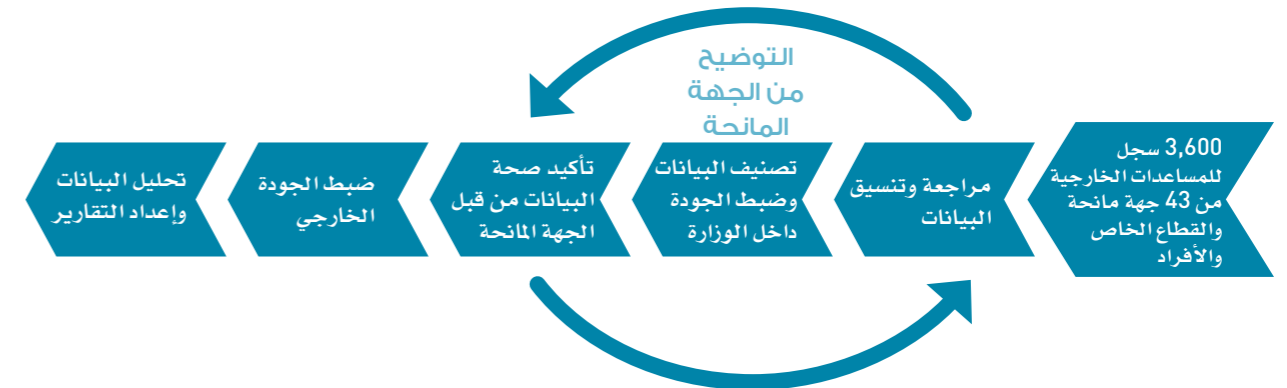 التوضيح
من الجهة
المانحة
3,600 سجل
للمساعدات الخارجية
من 43 جهة مانحة
والقطاع الخاص
والأفراد
مراجعة وتنسيق
البيانات
تصنيف البيانات
وضبط الجودة
داخل الوزارة
تأكيد صحة
البيانات من قبل
الجهة المانحة
ضبط الجودة
الخارجي
تحليل البيانات
وإعداد التقارير